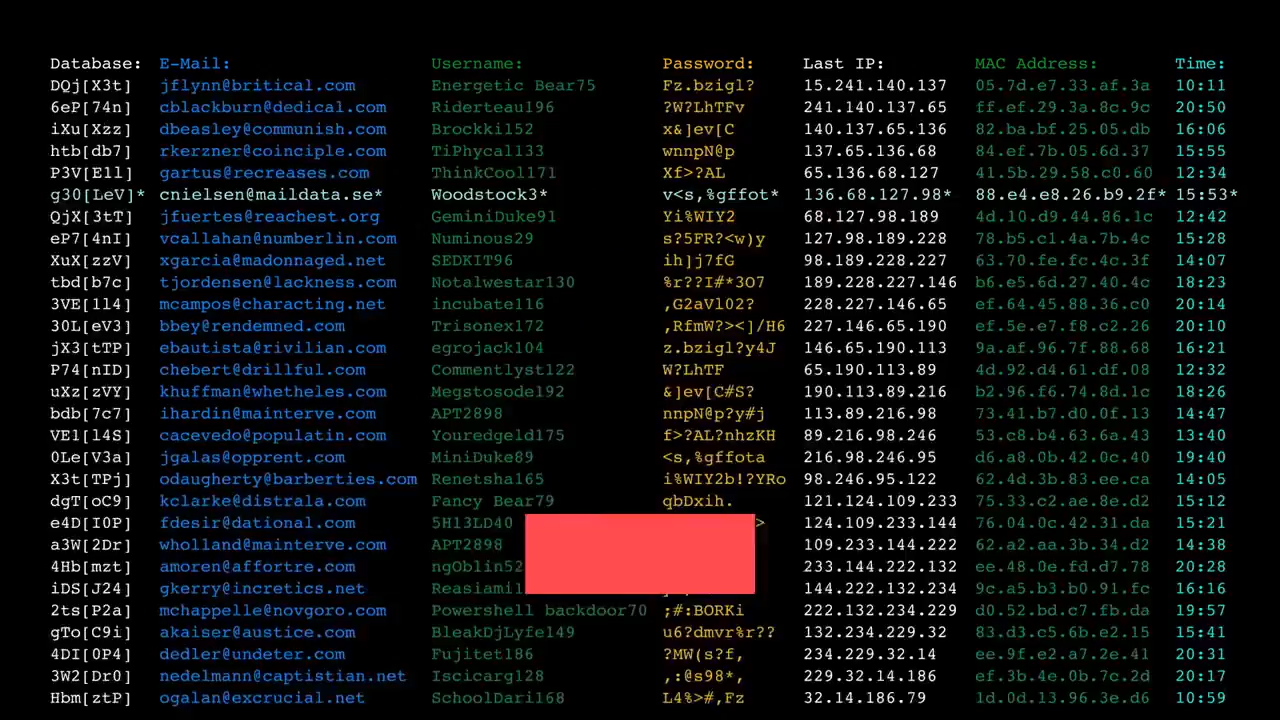 Database: E-Mail: Username: Password: Last IP: MAC Address: Time:
DQj[X3t] jflynn@britical.com Energetic Bear75 Fz.bzigl? 15.241.140.137 05.7d.e7.33.af.3a 10:11
6eP[74n] cblackburn@dedical.com Riderteau196 ?W?LhTFv 241.140.137.65 ff.ef.29.3a.8c.9c 20:50
iXu[Xzz] dbeasley@communish.com Brockkil52 x&]ev[C 140.137.65.136 82.ba.bf.25.05.db 16:06
htb[db7] rkerzner@coinciple.com TiPhycal133 wnnpN@p 137.65.136.68 84.ef.7b.05.6d.37 15:55
P3V[Ell] gartus@recreases.com ThinkCool171 Xf>?AL 65.136.68.127 41.5b.29.58.c0.60 12:34
g30[LeV]* cnielsen@maildata.se* Woodstock3* v<s,%gffot* 136.68.127.98* 88.e4.e8.26.b9.2f* 15:53*
QjX[3tT] jfuertes@reachest.org GeminiDuke91 Yi%WIY2 68.127.98.189 4d.10.d9.44.86.1c 12:42
eP7[4nI] vcallahan@numberlin.com Numinous29 s?5FR?<w)y 127.98.189.228 78.b5.c1.4a.7b.4c 15:28
XuX[zzV] xgarcia@madonnaged.net SEDKIT96 ih]j7fG 98.189.228.227 63.70.fe.fc.4c.3f 14:07
tbd[b7c] tjordensen@lackness.com Notalwestar130 %r??I#*3O7 189.228.227.146 b6.e5.6d.27.40.4c 18:23
3VE[1l4] mcampos@characting.net incubatel16 ,G2aVl02? 228.227.146.65 ef.64.45.88.36.c0 20:14
30L[eV3] bbey@rendemned.com Trisonex172 ,RfmW?><]/H6 227.146.65.190 ef.5e.e7.f8.c2.26 20:10
jX3[tTP] ebautista@rivilian.com egrojack104 z.bzigl?y4J 146.65.190.113 9a.af.96.7f.88.68 16:21
P74[nID] chebert@drillful.com Commentlyst122 W?LhTF 65.190.113.89 4d.92.d4.61.df.08 12:32
uXz[zVY] khuffman@whetheles.com Megstosode192 &]ev[C#S? 190.113.89.216 b2.96.f6.74.8d.1c 18:26
bdb[7c7] ihardin@mainterve.com APT2898 nnpN@p?y#j 113.89.216.98 73.41.b7.d0.0f.13 14:47
VE1[l4S] cacevedo@populatin.com Youredgeld175 f>?AL?nhzKH 89.216.98.246 53.c8.b4.63.6a.43 13:40
0Le[V3a] jgalas@opprent.com MiniDuke89 <s,%gffota 216.98.246.95 d6.a8.0b.42.0c.40 19:40
X3t[TPj] odaugherty@barberties.com Renetsha165 i%WIY2b!?YRo 98.246.95.122 6c.b4.3d.83.ee.ca 14:05
dgT[oC9] kclarke@distrala.com Fancy Bear79 qbDxih. 121.124.109.233 75.33.c2.ae.8e.d2 15:12
e4D[I0P] fdesir@dational.com 5H13LD40 > 124.109.233.144 76.04.0c.42.31.da 15:21
a3W[2Dr] wholland@mainterve.com APT2898 109.233.144.222 62.a2.aa.3b.34.d2 14:38
4Hb[mzt] amoren@affortre.com ngOblin52 233.144.222.132 ee.48.0e.fd.d7.78 20:28
iDS[J24] gkerry@incretics.net 144.222.132.234 9c.a5.b3.b0.91.fc 16:16
2ts[P2a] mchappelle@novgoro.com Powershell backdoor70 ;#:BORKi 222.132.234.229 d0.52.bd.c7.fb.da 19:57
gTo[C9i] akaiser@austice.com BleakDjLyfe149 u6?dmvr%r?? 132.234.229.32 83.d3.c5.6b.e2.15 15:41
4DI[0P4] dedler@undeter.com Fujitet186 ?MW(s?f, 234.229.32.14 ee.9f.e2.a7.2e.41 20:31
3W2[Dr0] nedelmann@captistian.net Iscicarg128 ,:@s98*, 229.32.14.186 ef.3b.4e.0b.7c.2d 20:17
Hbm[ztP] ogalan@excrucial.net SchoolDari168 L4%>#,Fz 32.14.186.79 1d.0d.13.96.3e.d6 10:59